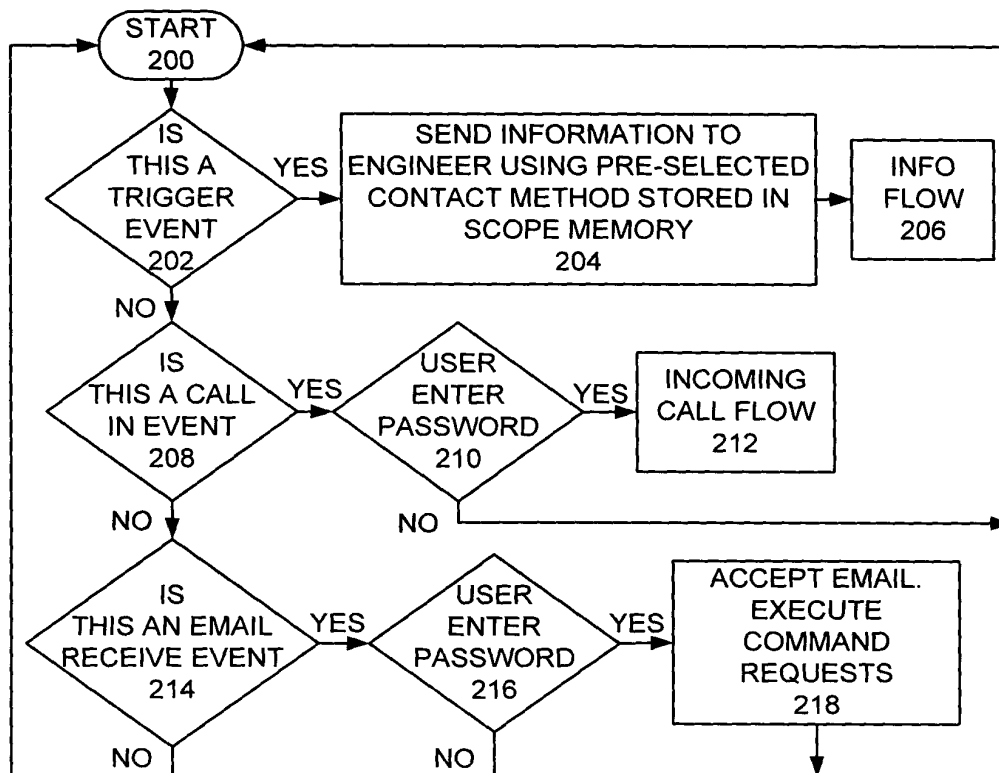 START
200
IS
THIS A
TRIGGER
EVENT
202
YES
SEND INFORMATION TO
ENGINEER USING PRE-SELECTED
CONTACT METHOD STORED IN
SCOPE MEMORY
204
INFO
FLOW
206
NO
IS
THIS A CALL
IN EVENT
208
YES
USER
ENTER
PASSWORD
210
YES
INCOMING
CALL FLOW
212
NO
NO
IS
THIS AN EMAIL
RECEIVE EVENT
214
YES
USER
ENTER
PASSWORD
216
YES
ACCEPT EMAIL.
EXECUTE
COMMAND
REQUESTS
218
NO
NO